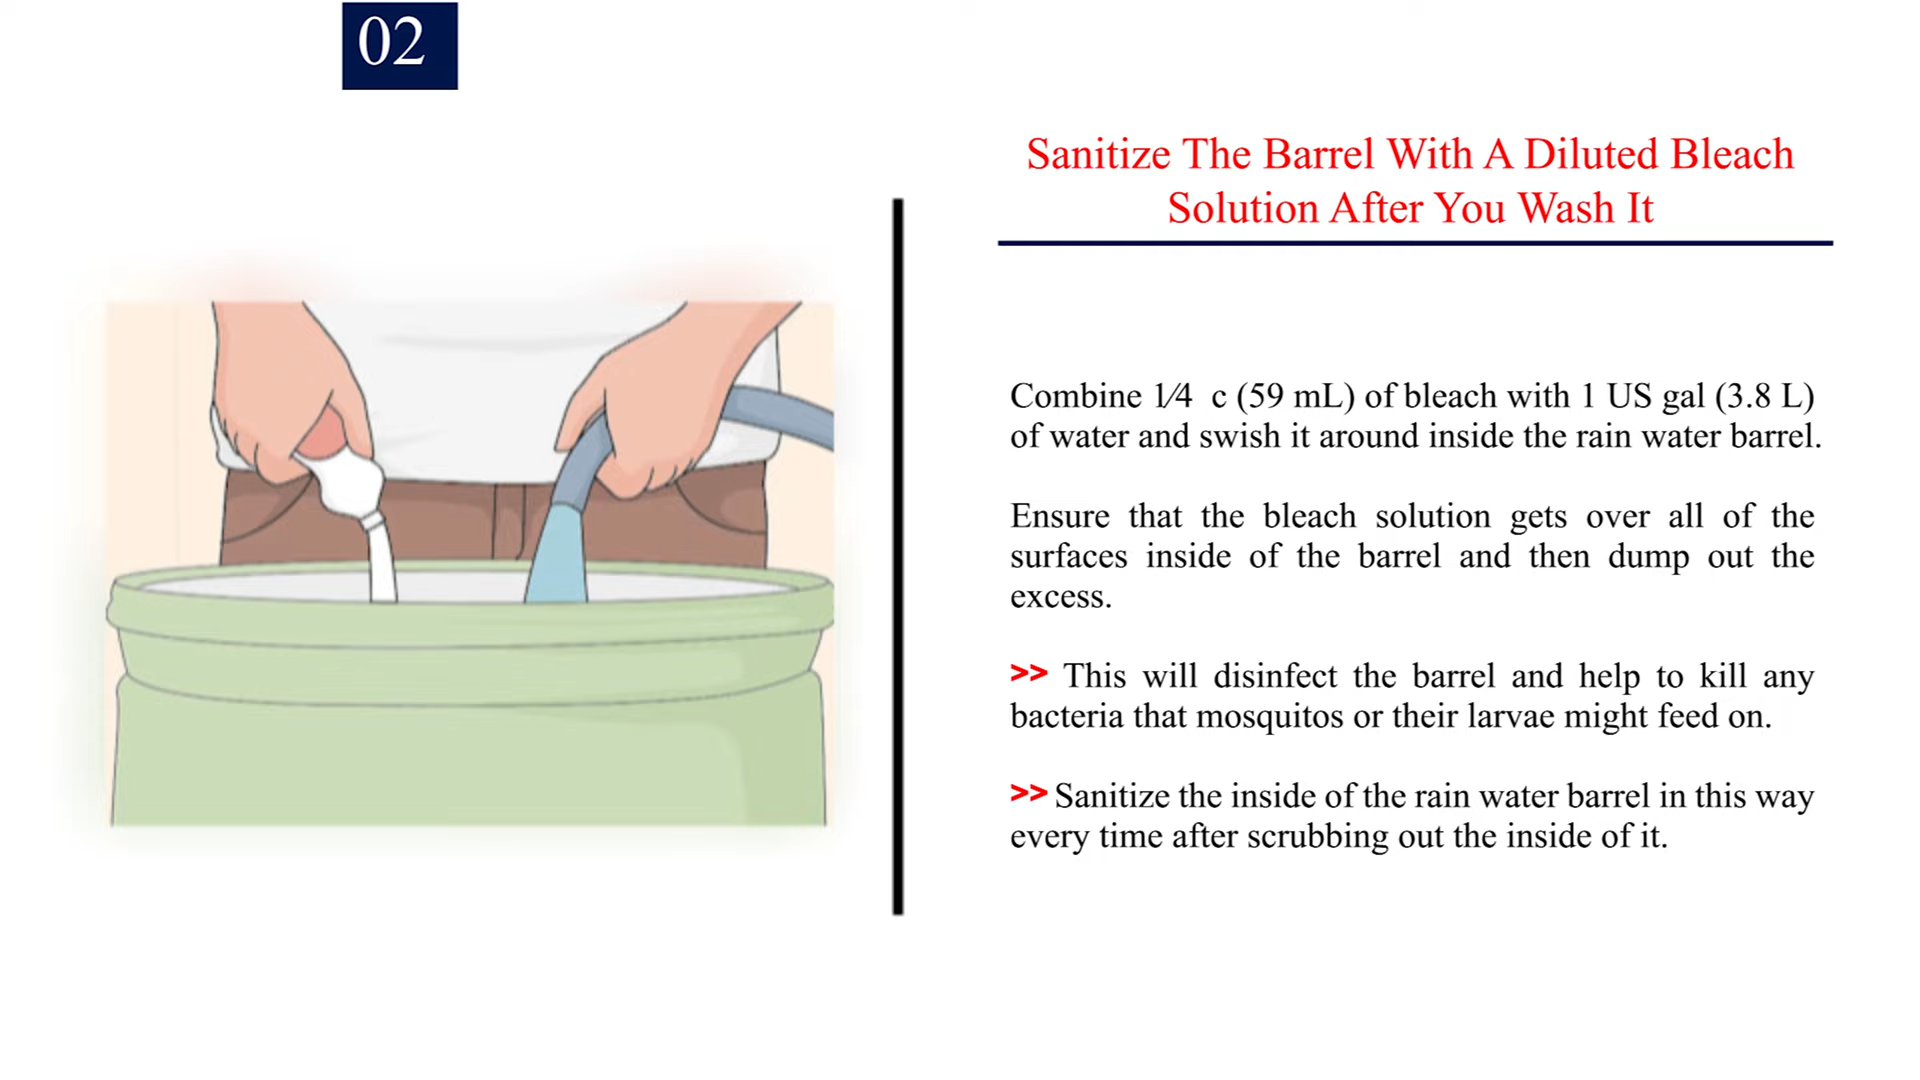 02
Sanitize The Barrel With A Diluted Bleach
Solution After You Wash It
Combine 1⁄4 c (59 mL) of bleach with 1 US gal (3.8 L)
of water and swish it around inside the rain water barrel.
Ensure that the bleach solution gets over all of the
surfaces inside of the barrel and then dump out the
excess.
>> This will disinfect the barrel and help to kill any
bacteria that mosquitos or their larvae might feed on.
>> Sanitize the inside of the rain water barrel in this way
every time after scrubbing out the inside of it.